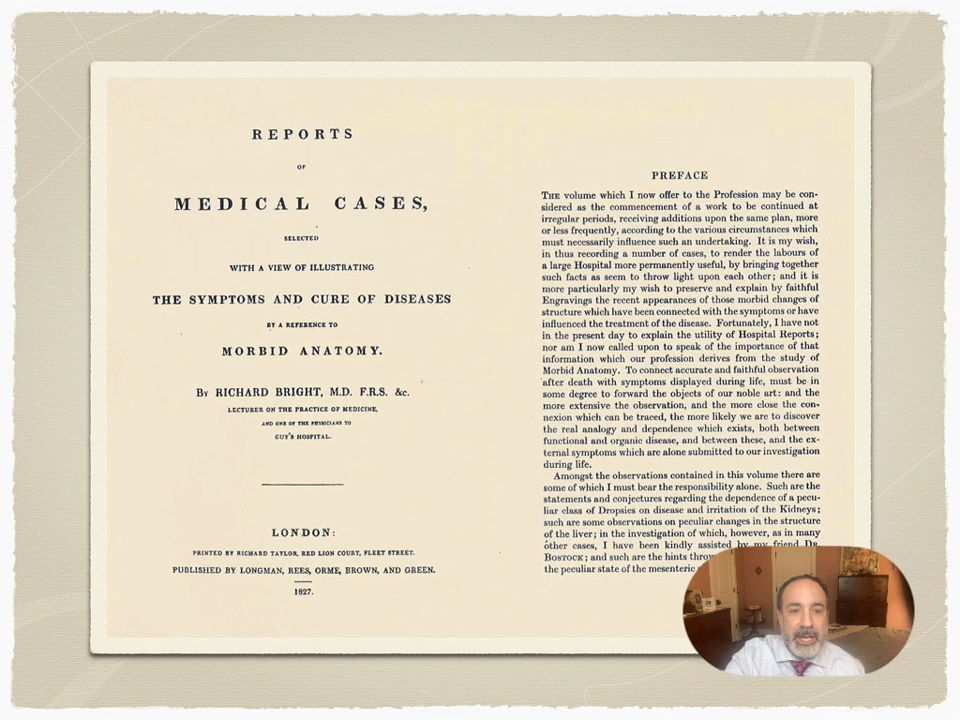 REPORTS
OF
MEDICAL CASES,
SELECTED
WITH A VIEW OF ILLUSTRATING
THE SYMPTOMS AND CURE OF DISEASES
BY A REFERENCE TO
MORBID ANATOMY.
By RICHARD BRIGHT, M.D. F.R.S. &c.
LECTURER ON THE PRACTICE OF MEDICINE,
AND ONE OF THE PHYSICIANS TO
GUY'S HOSPITAL.
LONDON:
PRINTED BY RICHARD TAYLOR, RED LION COURT, FLEET STREET.
PUBLISHED BY LONGMAN, REES, ORME, BROWN, AND GREEN.
1827.
PREFACE
THE volume which I now offer to the Profession may be con-
sidered as the commencement of a work to be continued at
irregular periods, receiving additions upon the same plan, more
or less frequently, according to the various circumstances which
must necessarily influence such an undertaking. It is my wish,
in thus recording a number of cases, to render the labours of
a large Hospital more permanently useful, by bringing together
such facts as seem to throw light upon each other; and it is
more particularly my wish to preserve and explain by faithful
Engravings the recent appearances of those morbid changes of
structure which have been connected with the symptoms or have
influenced the treatment of the disease. Fortunately, I have not
in the present day to explain the utility of Hospital Reports;
nor am I now called upon to speak of the importance of that
information which our profession derives from the study of
Morbid Anatomy. To connect accurate and faithful observation
after death with symptoms displayed during life, must be in
some degree to forward the objects of our noble art: and the
more extensive the observation, and the more close the con-
nexion which can be traced, the more likely we are to discover
the real analogy and dependence which exists, both between
functional and organic disease, and between these, and the ex-
ternal symptoms which are alone submitted to our investigation
during life.
Amongst the observations contained in this volume there are
some of which I must bear the responsibility alone. Such are the
statements and conjectures regarding the dependence of a pecu-
liar class of Dropsies on disease and irritation of the Kidneys;
such are some observations on peculiar changes in the structure
of the liver; in the investigation of which, however, as in many
other cases, I have been kindly assisted by my friend DR.
BOSTOCK; and such are the hints
the peculiar state of the mesenteric